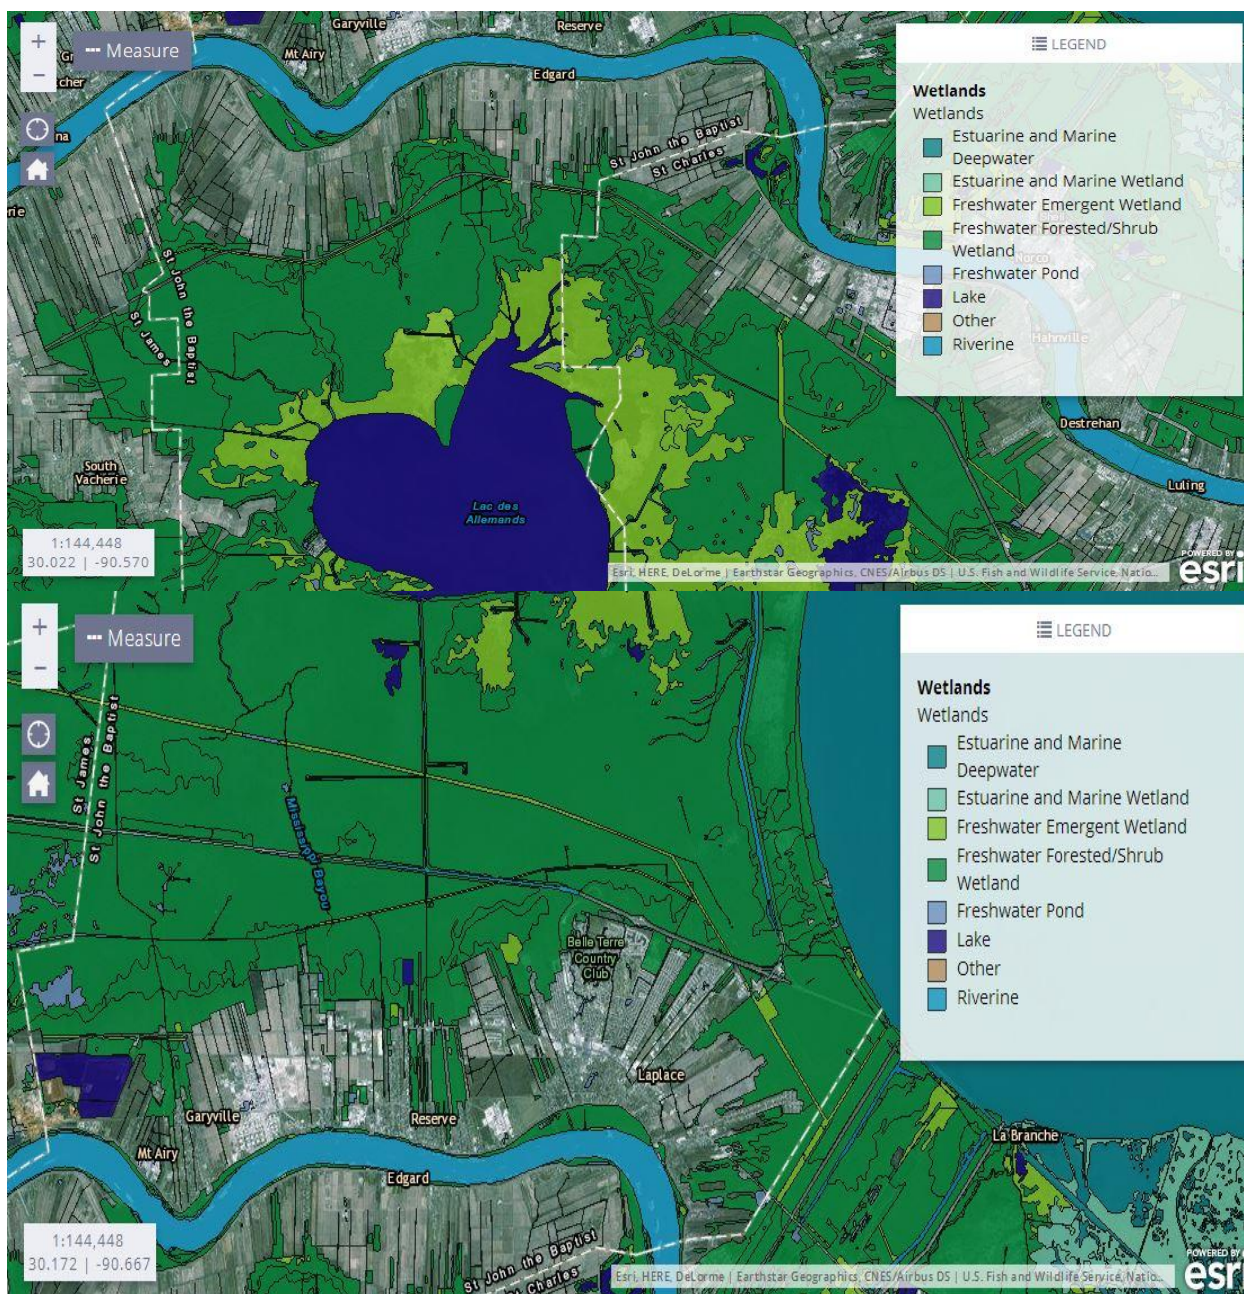 Garyville
Reserve
+
Measure
Mt Airy
Edgard
−
cher
na
St John the Baptist
St Charles
LEGEND
Wetlands
Wetlands
Estuarine and Marine
Deepwater
Estuarine and Marine Wetland
Freshwater Emergent Wetland
Freshwater Forested/Shrub
Wetland
Freshwater Pond
Lake
Other
Riverine
Norco
Hahnville
St John the Baptist
St James
Destrehan
Luling
South
Vacherie
Lac des
Allemands
1:144,448
30.022 | -90.570
Esri, HERE, DeLorme | Earthstar Geographics, CNES/Airbus DS | U.S. Fish and Wildlife Service, Natio...
POWERED BY
esri
+
Measure
−
St James
St John the Baptist
LEGEND
Wetlands
Wetlands
Estuarine and Marine
Deepwater
Estuarine and Marine Wetland
Freshwater Emergent Wetland
Freshwater Forested/Shrub
Wetland
Freshwater Pond
Lake
Other
Riverine
Mississippi Bayou
Belle Terre
Country
Club
Laplace
Garyville
Reserve
Mt Airy
Edgard
La Branche
St John the Baptist
St Charles
1:144,448
30.172 | -90.667
Esri, HERE, DeLorme | Earthstar Geographics, CNES/Airbus DS | U.S. Fish and Wildlife Service, Natio...
POWERED BY
esri